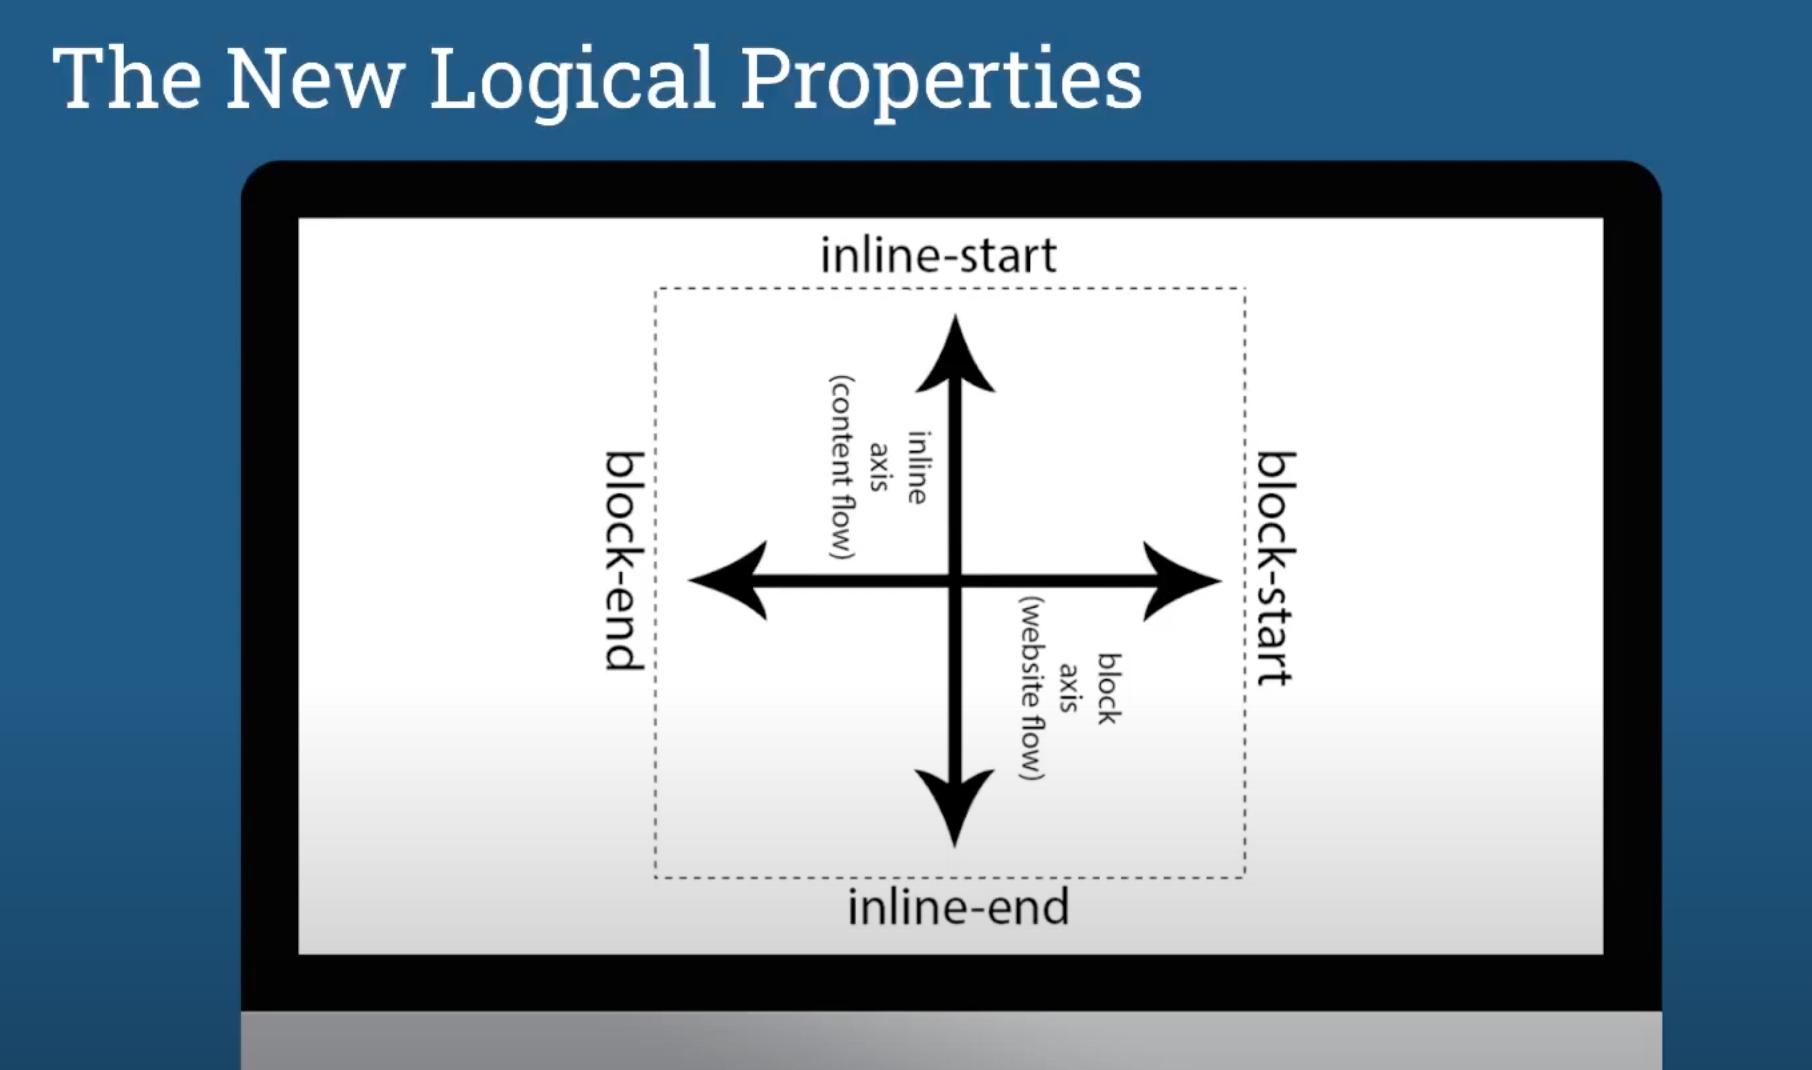 The New Logical Properties
inline-start
inline
axis
(content flow)
block-end
block-start
block
axis
(website flow)
inline-end